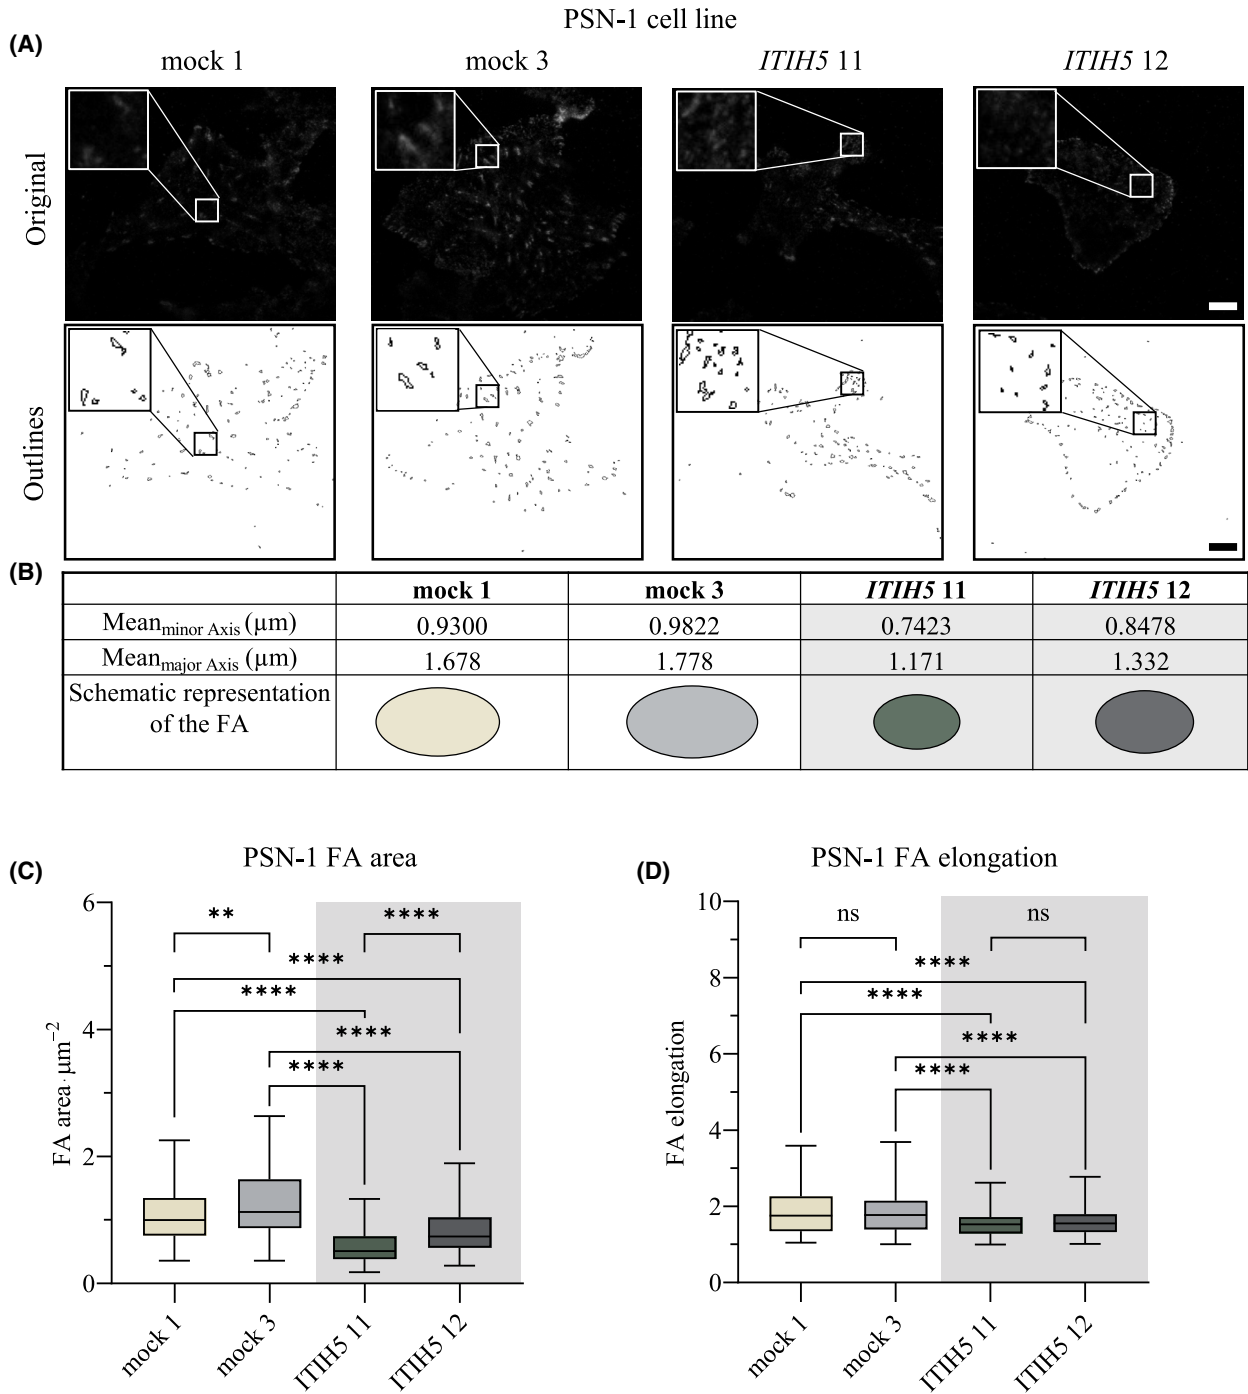 PSN-1 cell line
(A)
mock 1 mock 3 ITIH5 11 ITIH5 12
Original
Outlines
(B)
mock 1 mock 3 ITIH5 11 ITIH5 12
Mean minor Axis (µm) 0.9300 0.9822 0.7423 0.8478
Mean major Axis (µm) 1.678 1.778 1.171 1.332
Schematic representation
of the FA
(C)
PSN-1 FA area
FA area·µm−2
6
4
2
0
** ****
****
****
****
****
mock 1 mock 3 ITIH5 11 ITIH5 12
(D)
PSN-1 FA elongation
FA elongation
10
8
6
4
2
0
ns ns
****
****
****
****
mock 1 mock 3 ITIH5 11 ITIH5 12